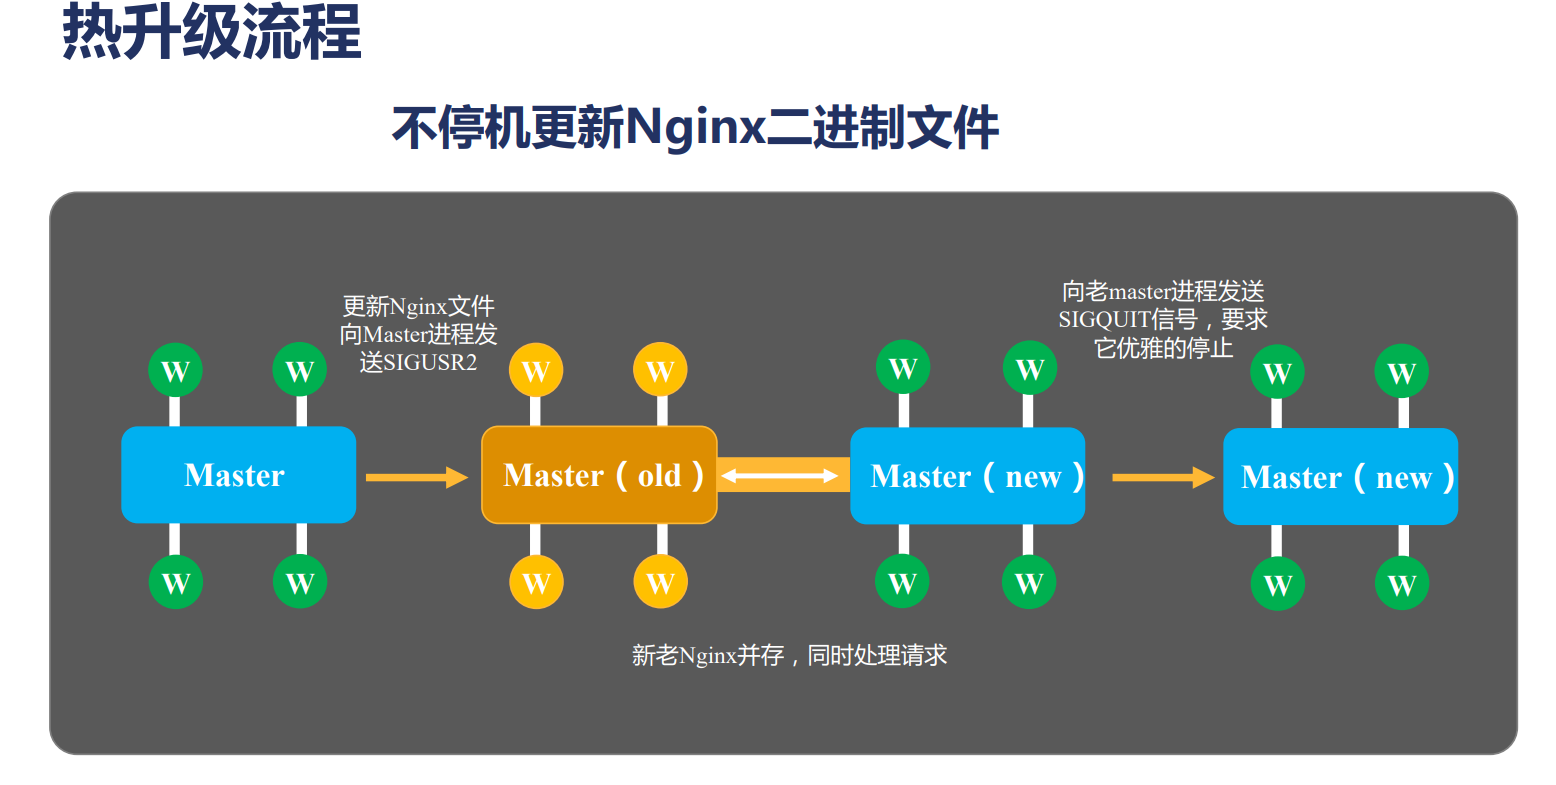 热升级流程
不停机更新Nginx二进制文件
更新Nginx文件
向Master进程发
送SIGUSR2
向老master进程发送
SIGQUIT信号，要求
它优雅的停止
W W W W W W W W
Master Master（old） Master（new） Master（new）
W W W W W W W W
新老Nginx并存，同时处理请求